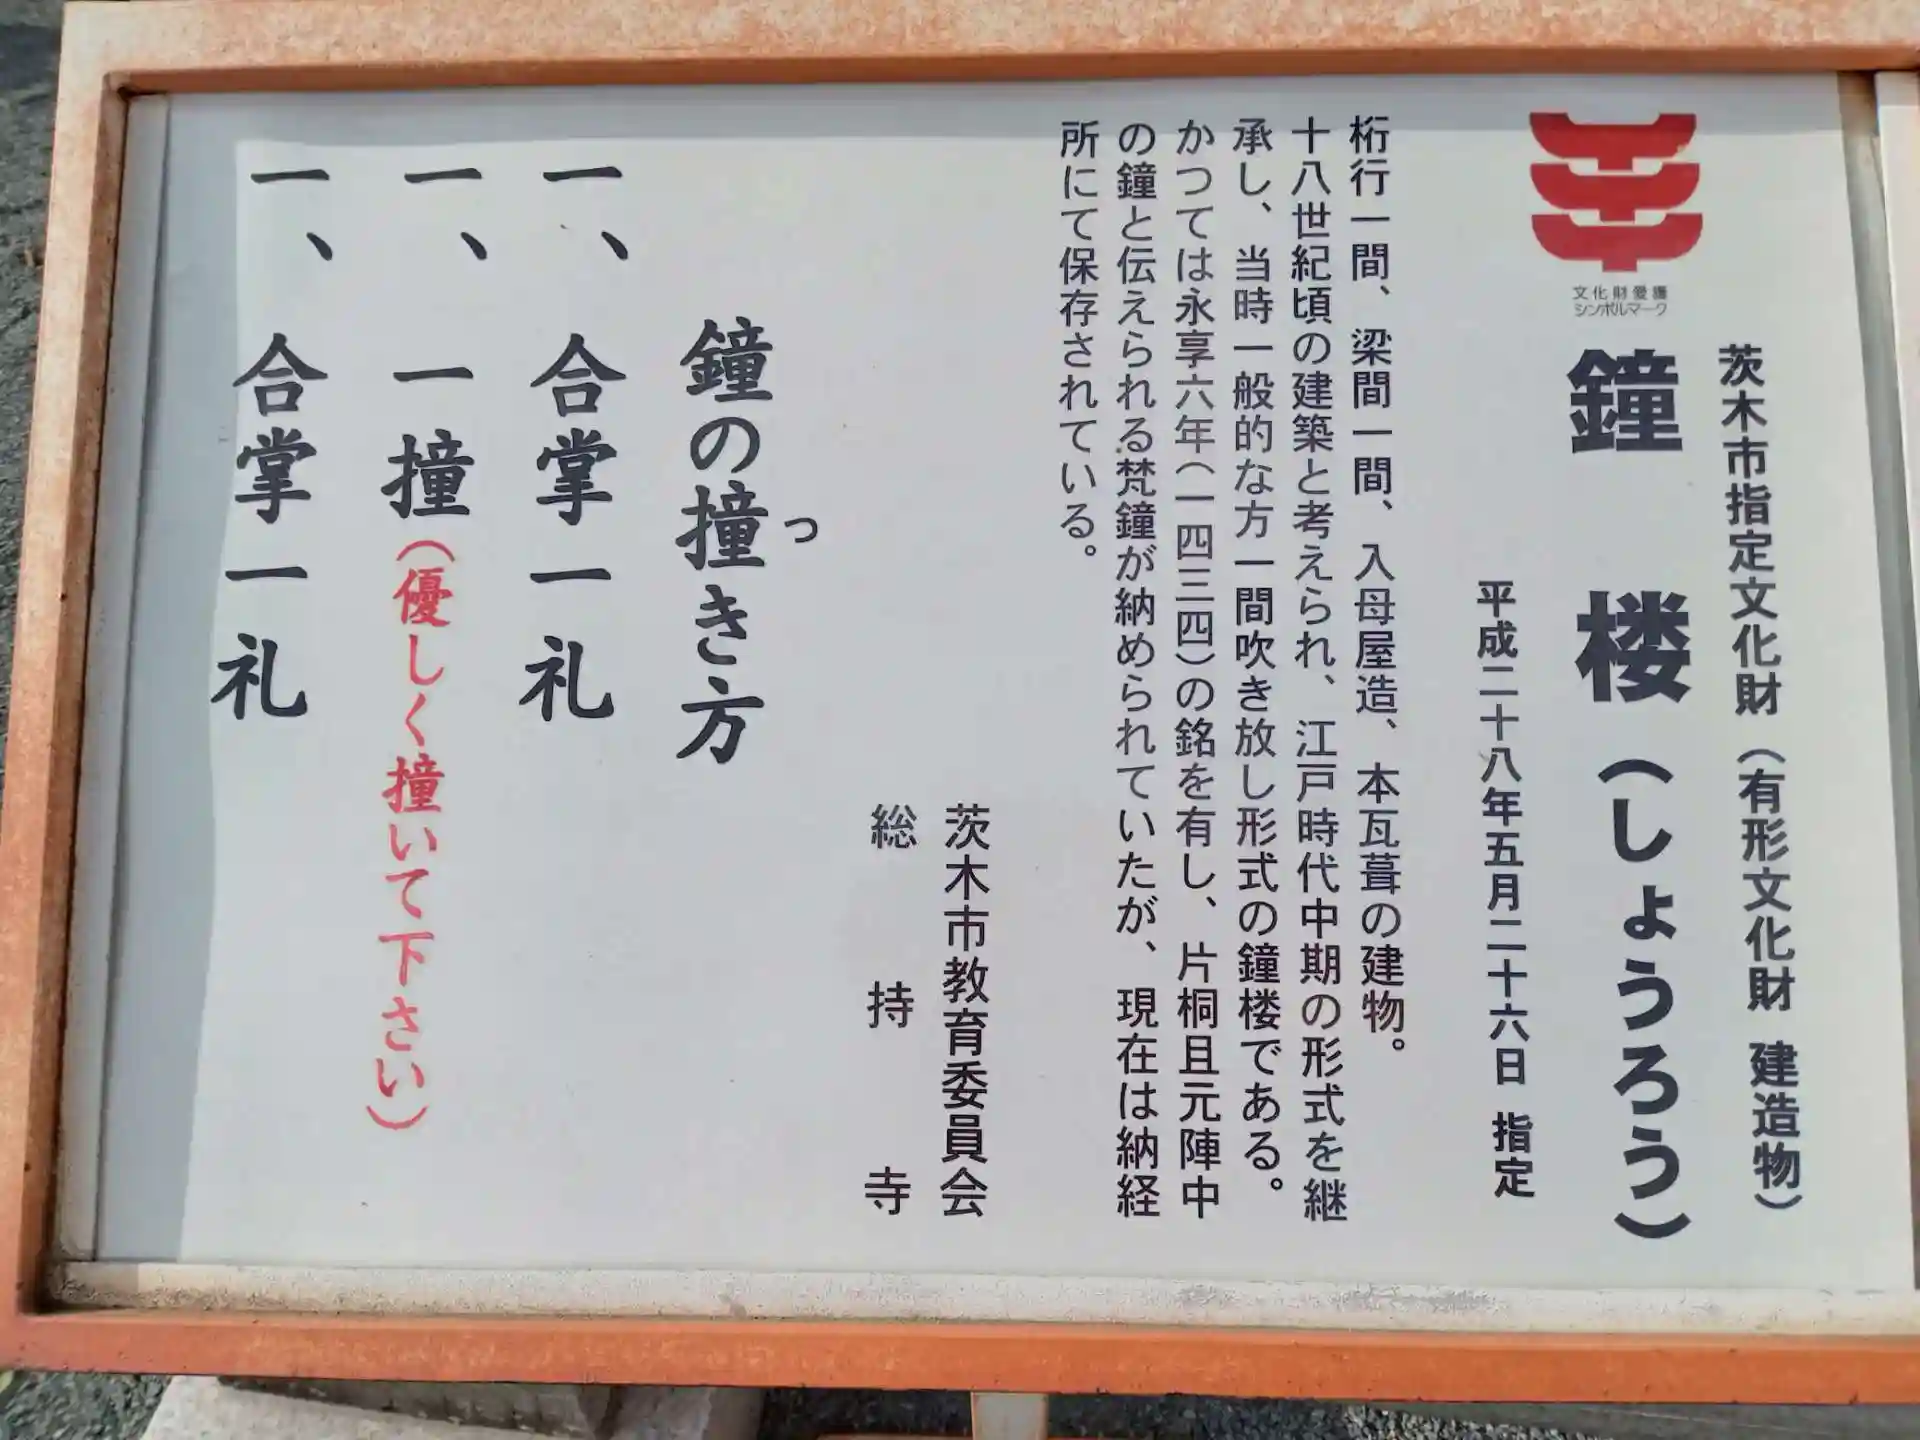 文化財愛護
シンボルマーク
茨木市指定文化財（有形文化財 建造物）
鐘楼（しょうろう）
平成二十八年五月二十六日 指定
桁行一間、梁間一間、入母屋造、本瓦葺の建物。
十八世紀頃の建築と考えられ、江戸時代中期の形式を継
承し、当時一般的な方一間吹き放し形式の鐘楼である。
かつては永享六年（一四三四）の銘を有し、片桐且元陣中
の鐘と伝えられる梵鐘が納められていたが、現在は納経
所にて保存されている。
茨木市教育委員会
総持寺
鐘の撞き方
つ
一、合掌一礼
一、一撞（優しく撞いて下さい）
一、合掌一礼